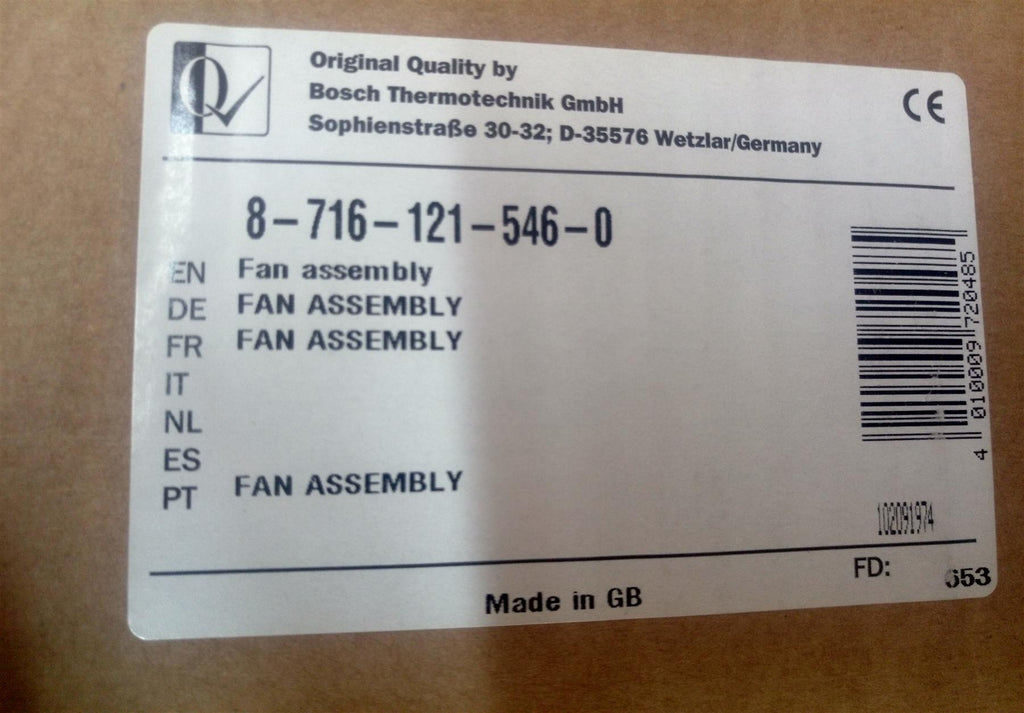 Q
Original Quality by
Bosch Thermotechnik GmbH
Sophienstraße 30-32; D-35576 Wetzlar/Germany
CE
8-716-121-546-0
EN Fan assembly
DE FAN ASSEMBLY
FR FAN ASSEMBLY
IT
NL
ES
PT FAN ASSEMBLY
4 010009 720485
102091974
FD: 653
Made in GB